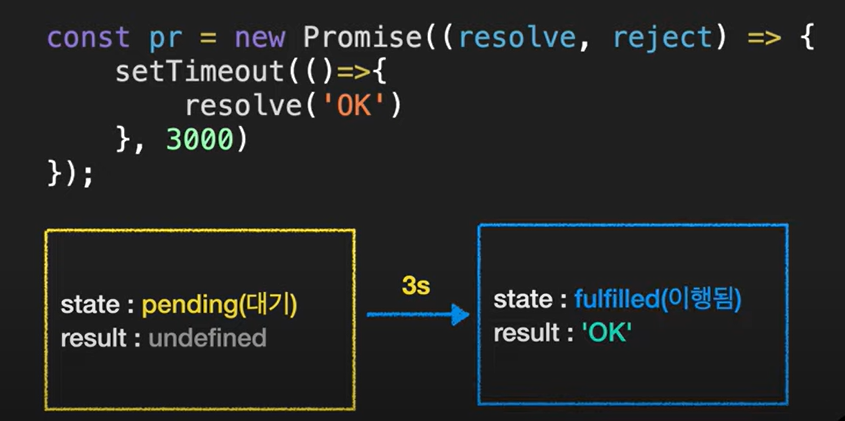 const pr = new Promise((resolve, reject) => {
    setTimeout(()=>{
        resolve('OK')
    }, 3000)
});
state : pending(대기)
result : undefined
3s
state : fulfilled(이행됨)
result : 'OK'